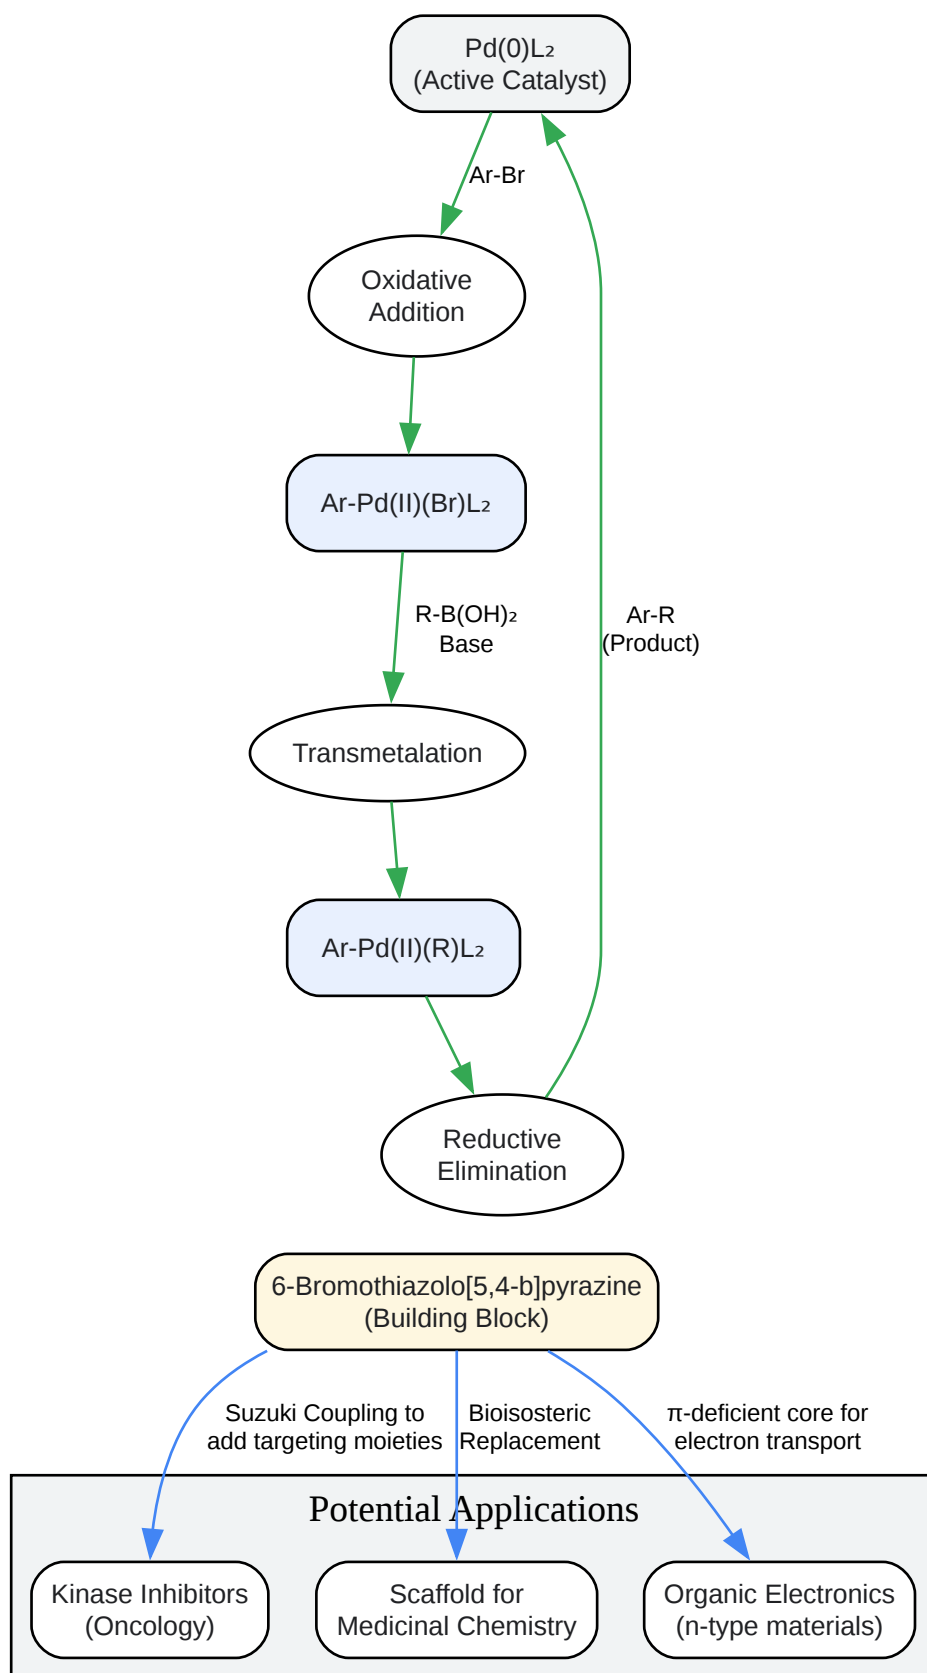 Pd(0)L₂
(Active Catalyst)
Ar-Br
Oxidative
Addition
Ar-Pd(II)(Br)L₂
R-B(OH)₂
Base
Ar-R
(Product)
Transmetalation
Ar-Pd(II)(R)L₂
Reductive
Elimination
6-Bromothiazolo[5,4-b]pyrazine
(Building Block)
Suzuki Coupling to
add targeting moieties
Bioisosteric
Replacement
π-deficient core for
electron transport
Potential Applications
Kinase Inhibitors
(Oncology)
Scaffold for
Medicinal Chemistry
Organic Electronics
(n-type materials)